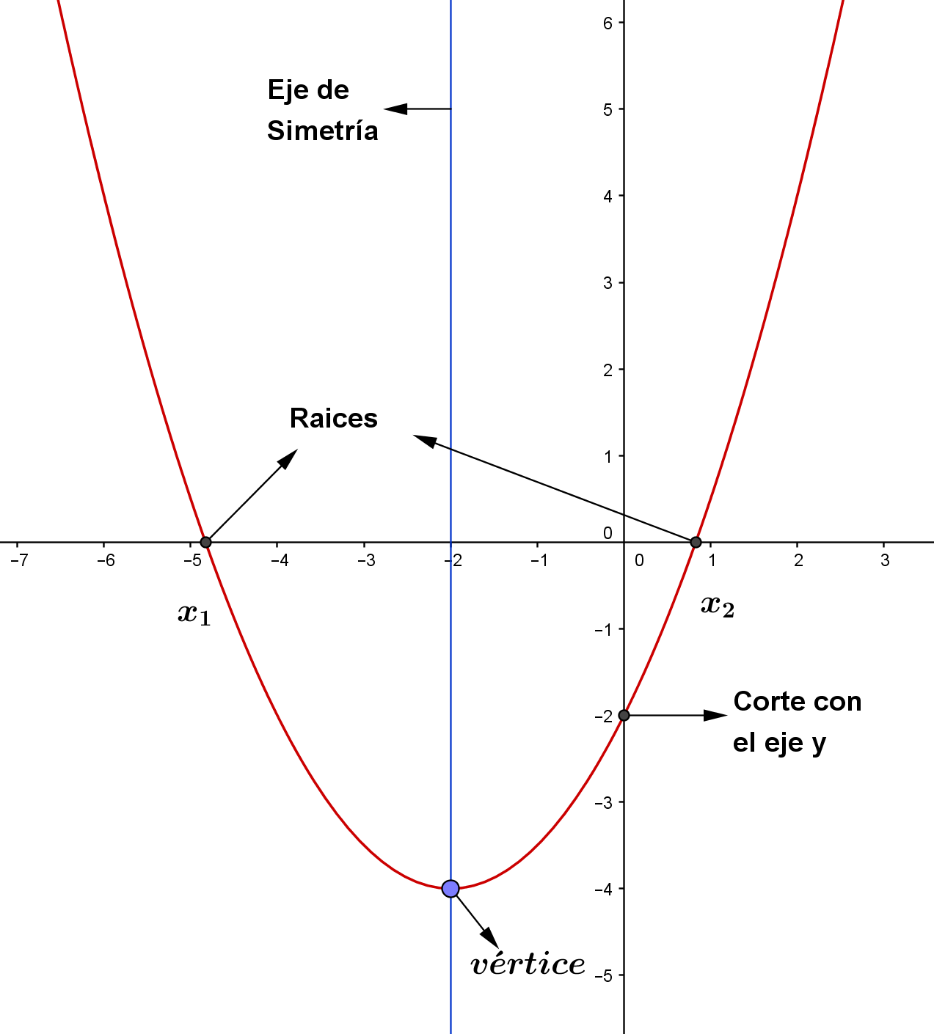 6
Eje de
Simetría
5
4
3
2
Raices
1
0
−7 −6 −5 −4 −3 −2 −1 0 1 2 3
x₁
x₂
−1
−2
Corte con
el eje y
−3
−4
vértice
−5